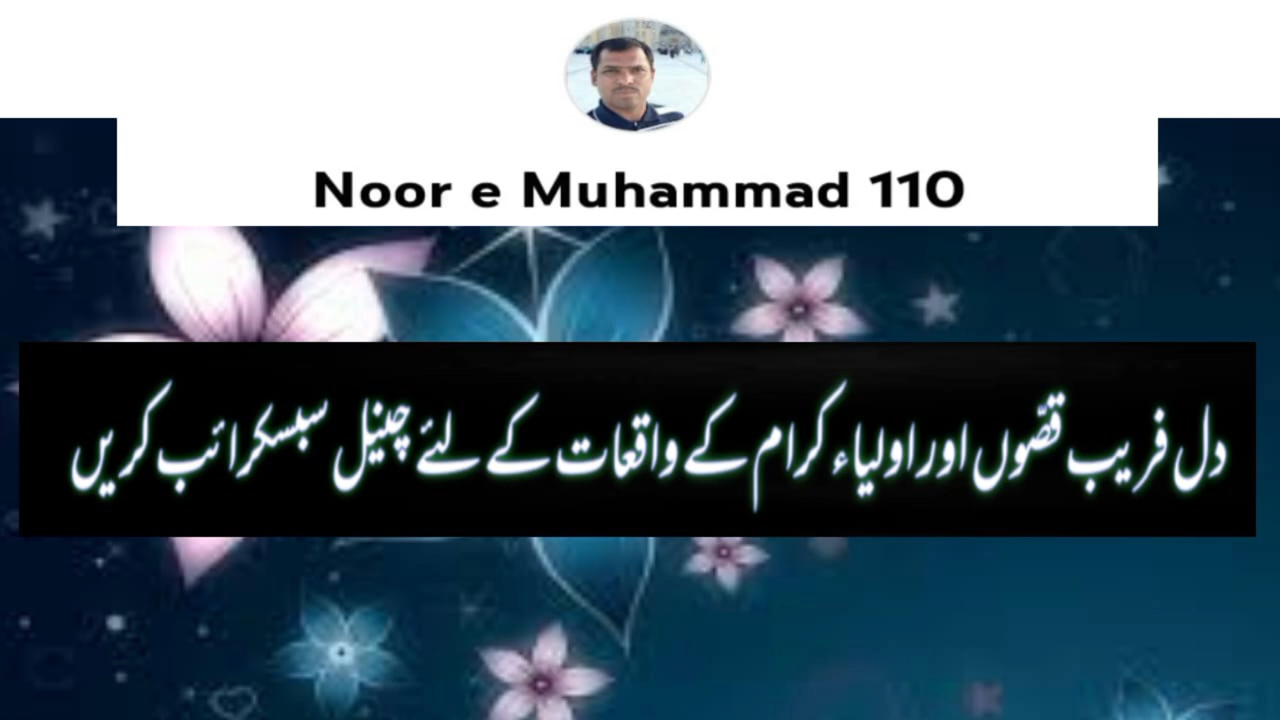 Noor e Muhammad 110
دل فریب قصّوں اور اولیاء کرام کے واقعات کے لئے چینل سبسکرائب کریں